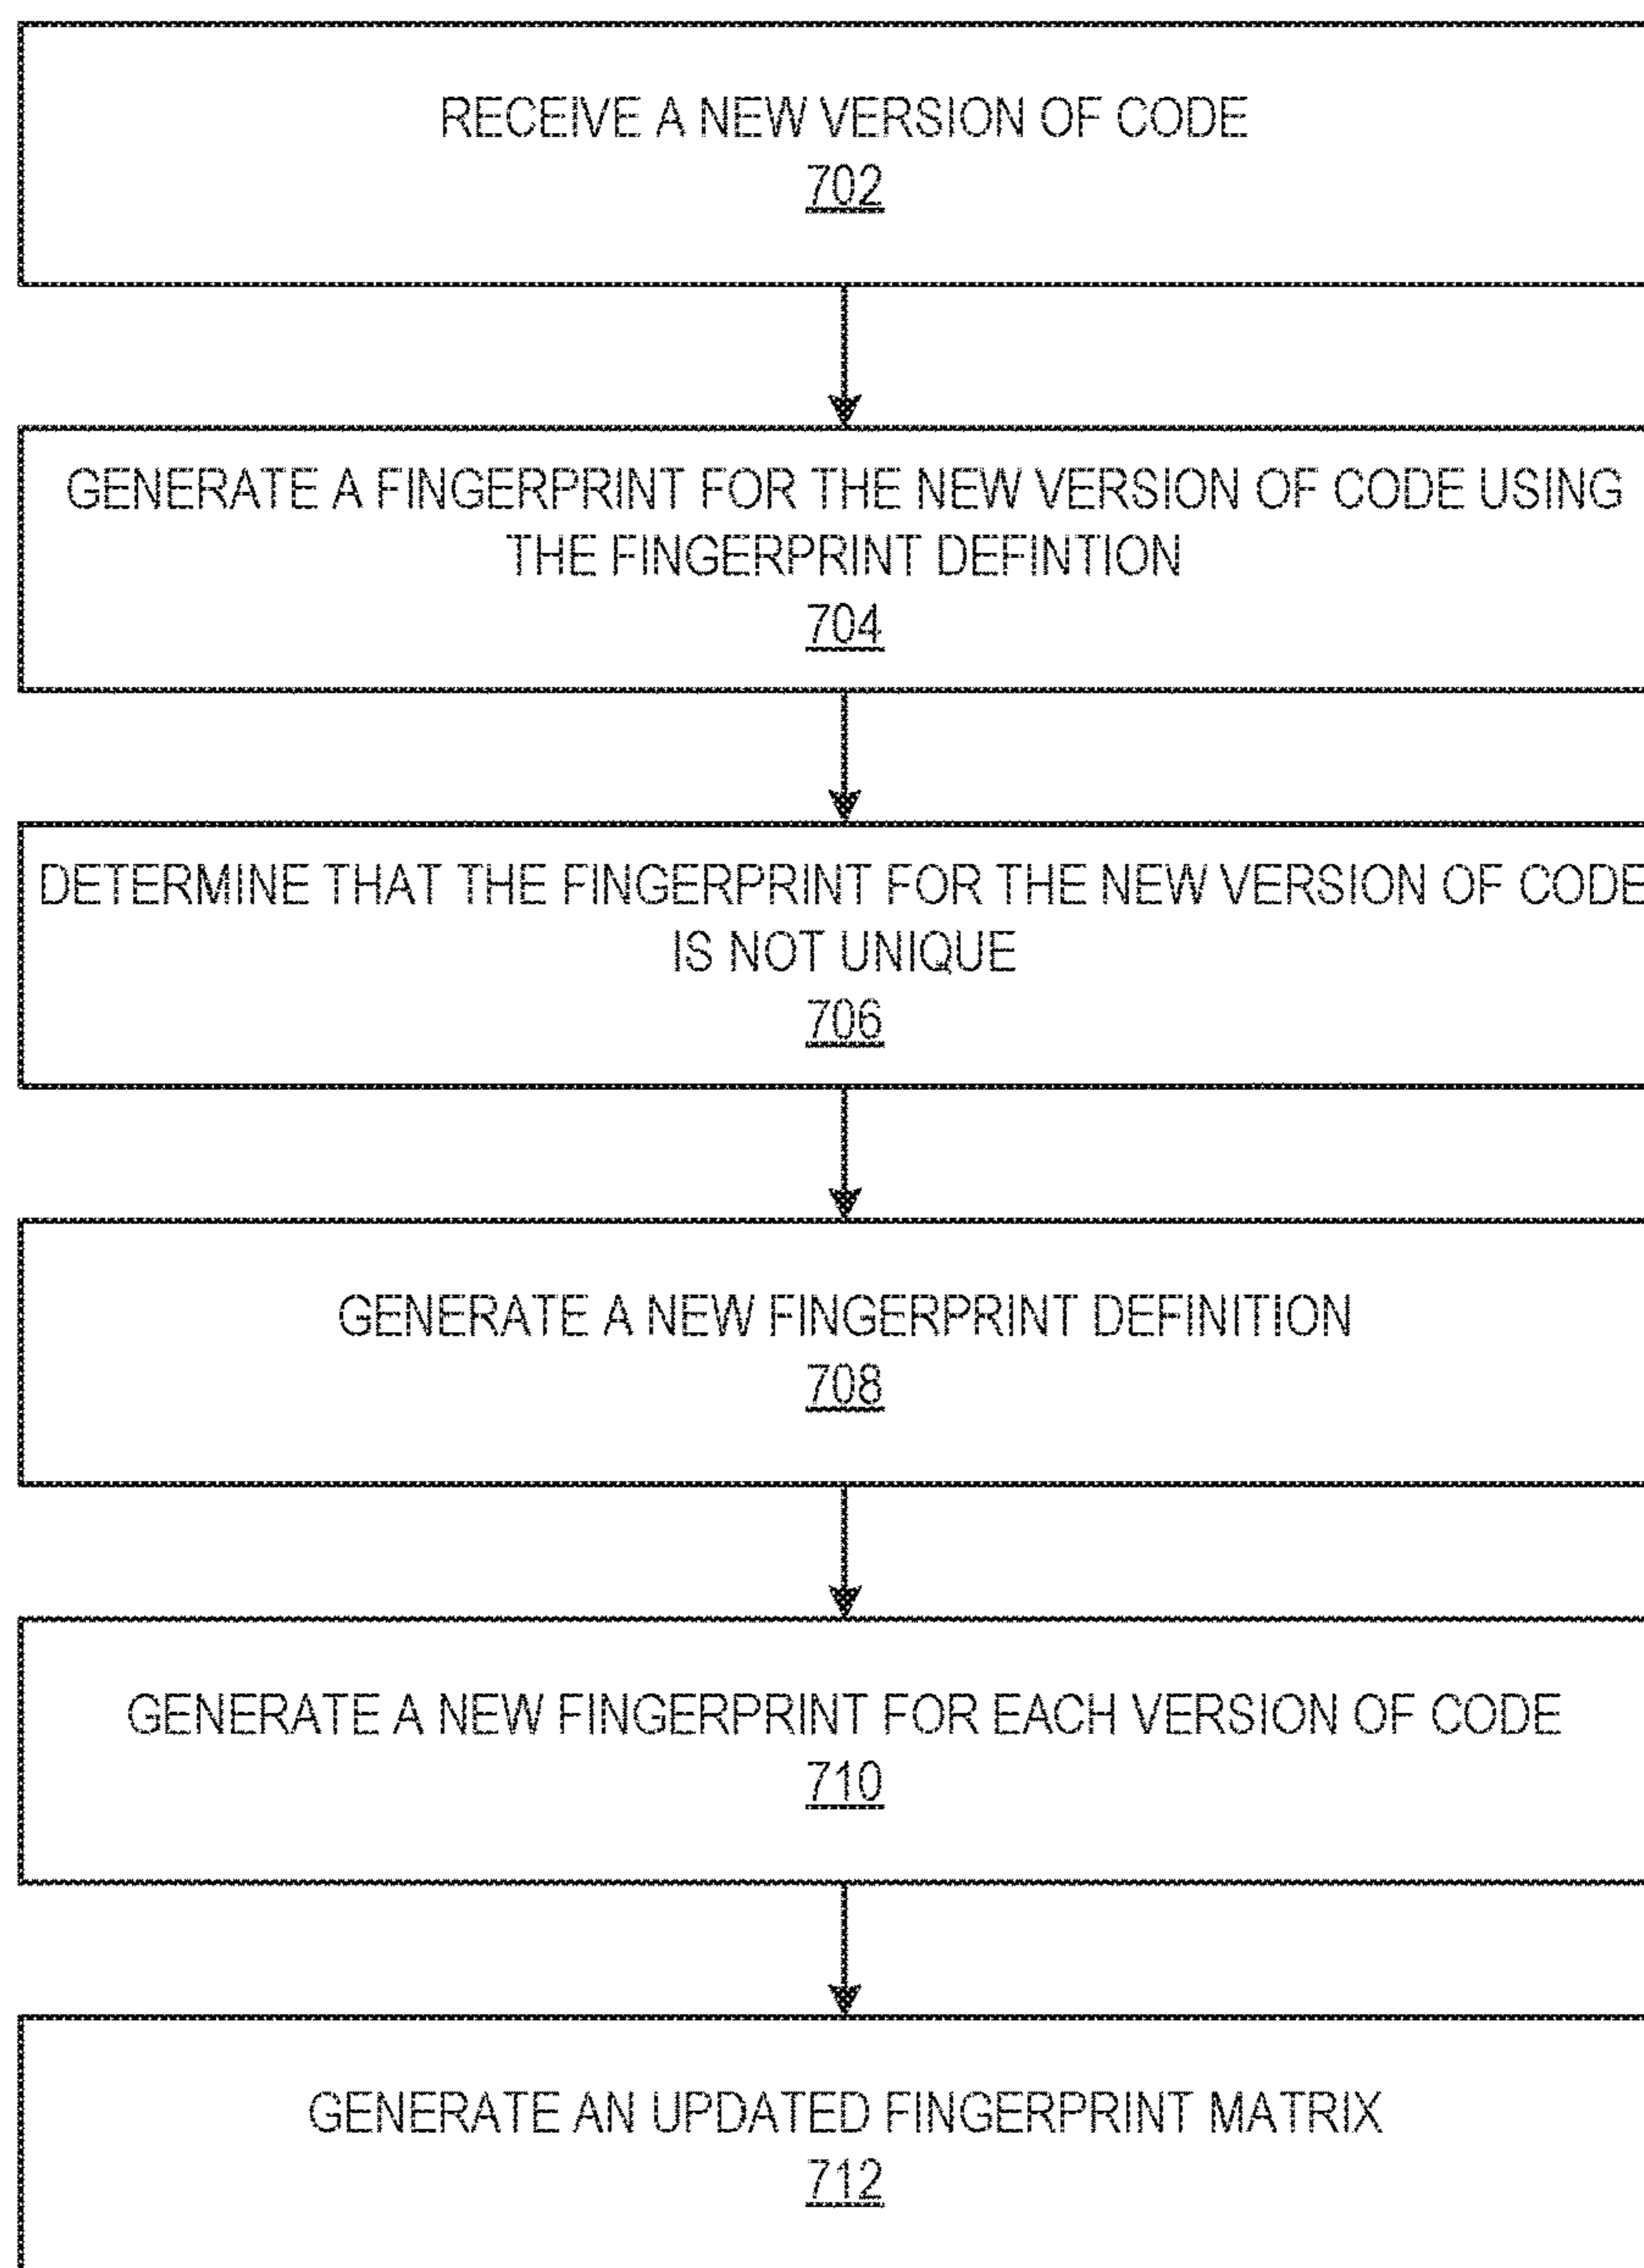 RECEIVE A NEW VERSION OF CODE
702
GENERATE A FINGERPRINT FOR THE NEW VERSION OF CODE USING
THE FINGERPRINT DEFINTION
704
DETERMINE THAT THE FINGERPRINT FOR THE NEW VERSION OF CODE
IS NOT UNIQUE
706
GENERATE A NEW FINGERPRINT DEFINITION
708
GENERATE A NEW FINGERPRINT FOR EACH VERSION OF CODE
710
GENERATE AN UPDATED FINGERPRINT MATRIX
712